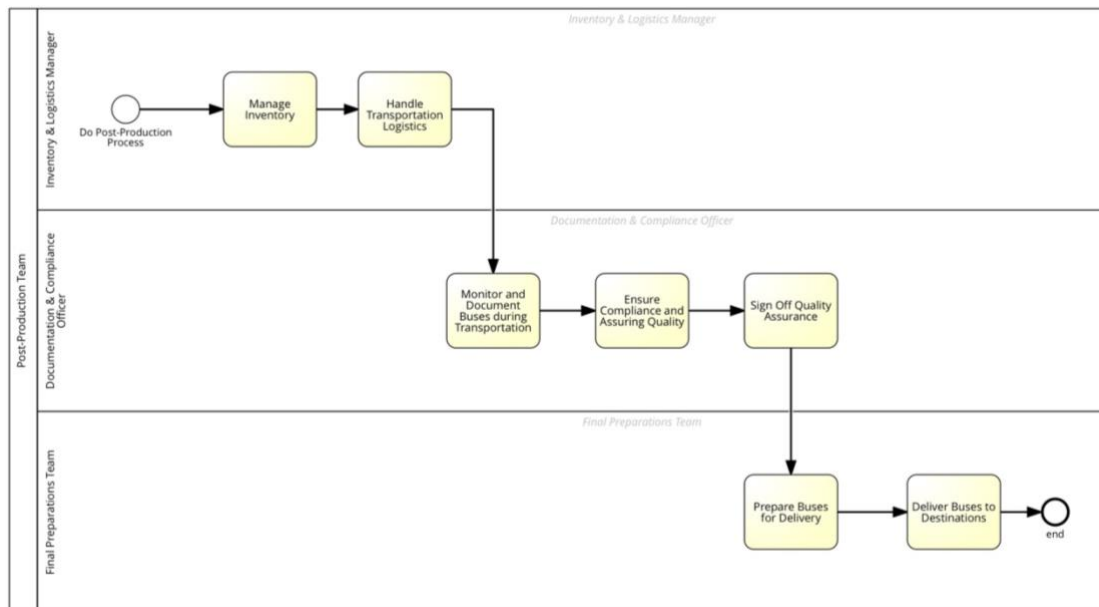 Post-Production Team
Inventory & Logistics Manager
Inventory & Logistics Manager
Do Post-Production
Process
Manage
Inventory
Handle
Transportation
Logistics
Documentation & Compliance
Officer
Documentation & Compliance Officer
Monitor and
Document
Buses during
Transportation
Ensure
Compliance and
Assuring Quality
Sign Off Quality
Assurance
Final Preparations Team
Final Preparations Team
Prepare Buses
for Delivery
Deliver Buses to
Destinations
end